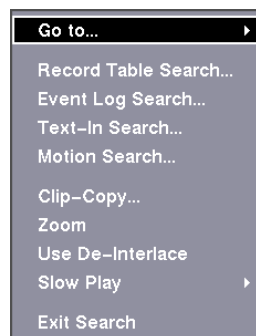 Go to...
Record Table Search...
Event Log Search...
Text-In Search...
Motion Search...
Clip-Copy...
Zoom
Use De-Interlace
Slow Play
Exit Search